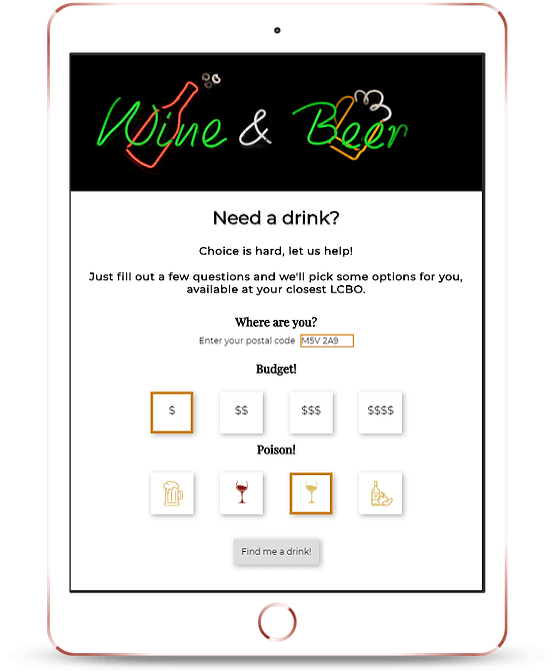 Wine & Beer
Need a drink?
Choice is hard, let us help!
Just fill out a few questions and we'll pick some options for you,
available at your closest LCBO.
Where are you?
Enter your postal code M5V 2A9
Budget!
$ $$ $$$ $$$$
Poison!
Find me a drink!